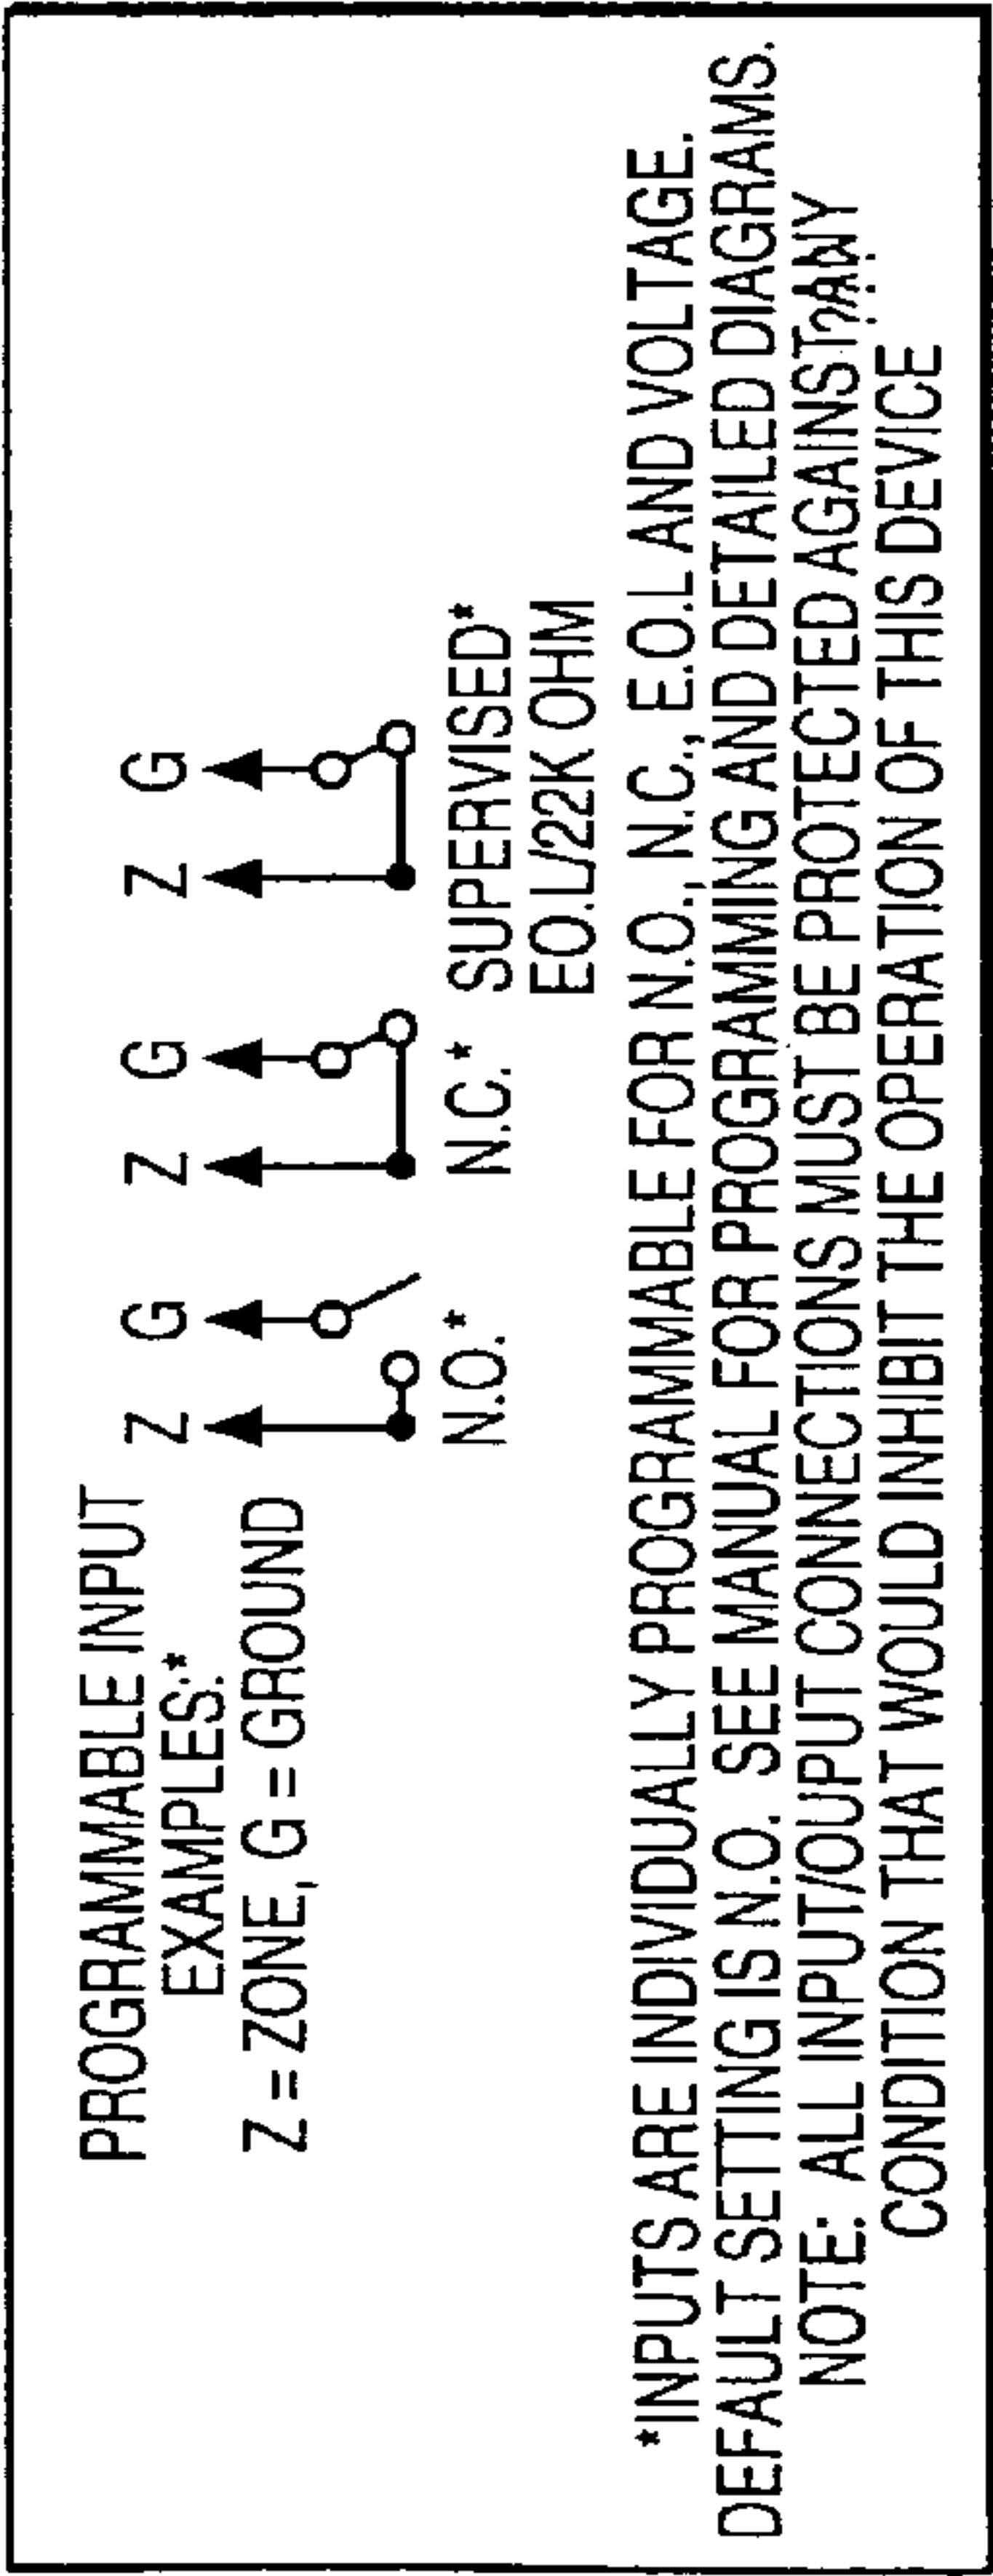 PROGRAMMABLE INPUT
EXAMPLES:*
Z = ZONE, G = GROUND
Z G Z G Z G
N.O.* N.C.* SUPERVISED*
EO.L/22K OHM
*INPUTS ARE INDIVIDUALLY PROGRAMMABLE FOR N.O., N.C., E.O.L AND VOLTAGE.
DEFAULT SETTING IS N.O. SEE MANUAL FOR PROGRAMMING AND DETAILED DIAGRAMS.
NOTE: ALL INPUT/OUPUT CONNECTIONS MUST BE PROTECTED AGAINST ANY
CONDITION THAT WOULD INHIBIT THE OPERATION OF THIS DEVICE